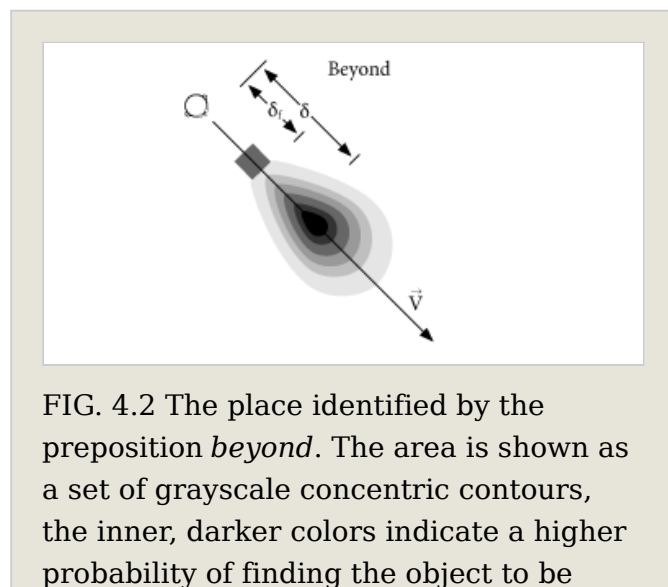 Beyond
δf δ
V⃗
FIG. 4.2 The place identified by the
preposition beyond. The area is shown as
a set of grayscale concentric contours,
the inner, darker colors indicate a higher
probability of finding the object to be